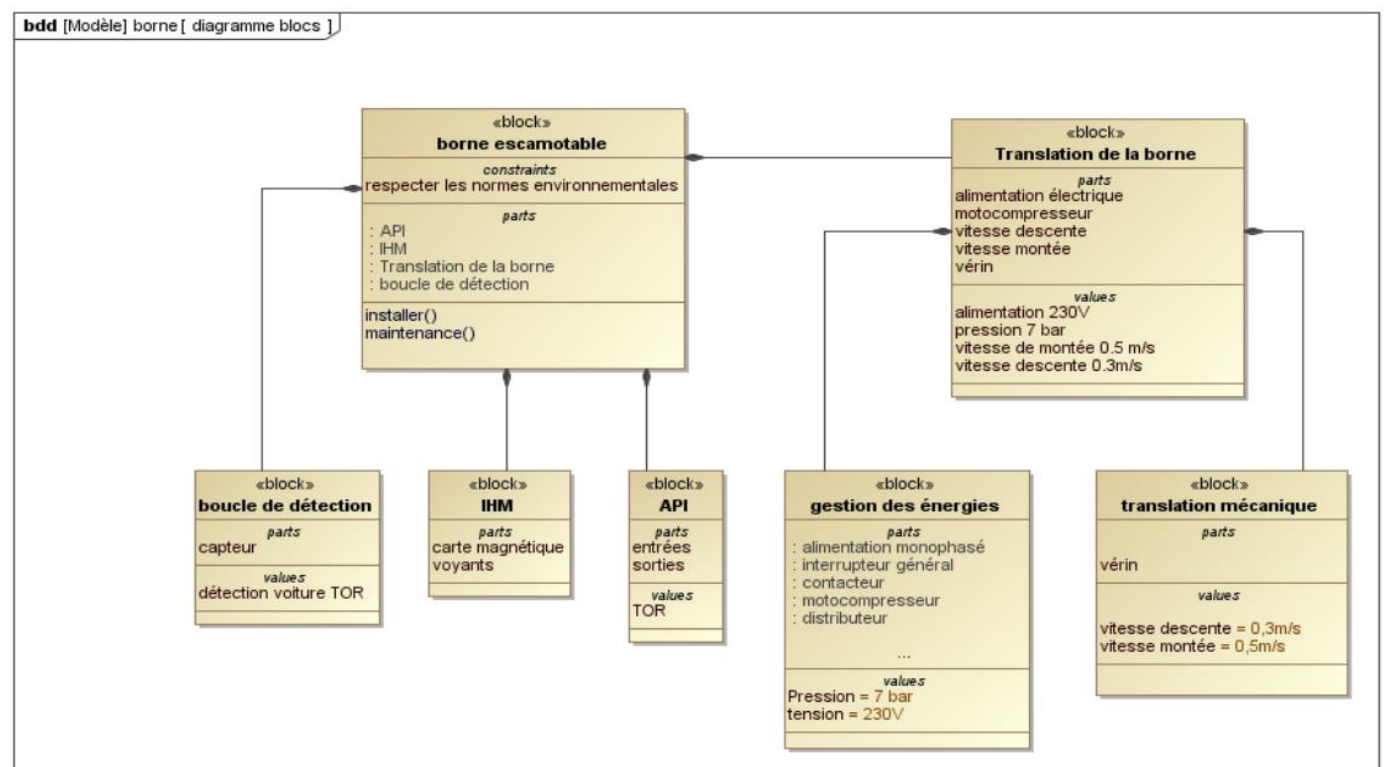 bdd [Modèle] borne [ diagramme blocs ]
«block»
borne escamotable
constraints
respecter les normes environnementales
parts
: API
: IHM
: Translation de la borne
: boucle de détection
installer()
maintenance()
«block»
Translation de la borne
parts
alimentation électrique
motocompresseur
vitesse descente
vitesse montée
vérin
values
alimentation 230V
pression 7 bar
vitesse de montée 0.5 m/s
vitesse descente 0.3m/s
«block»
boucle de détection
parts
capteur
values
détection voiture TOR
«block»
IHM
parts
carte magnétique
voyants
«block»
API
parts
entrées
sorties
values
TOR
«block»
gestion des énergies
parts
: alimentation monophasé
: interrupteur général
: contacteur
: motocompresseur
: distributeur
...
values
Pression = 7 bar
tension = 230V
«block»
translation mécanique
parts
vérin
values
vitesse descente = 0,3m/s
vitesse montée = 0,5m/s